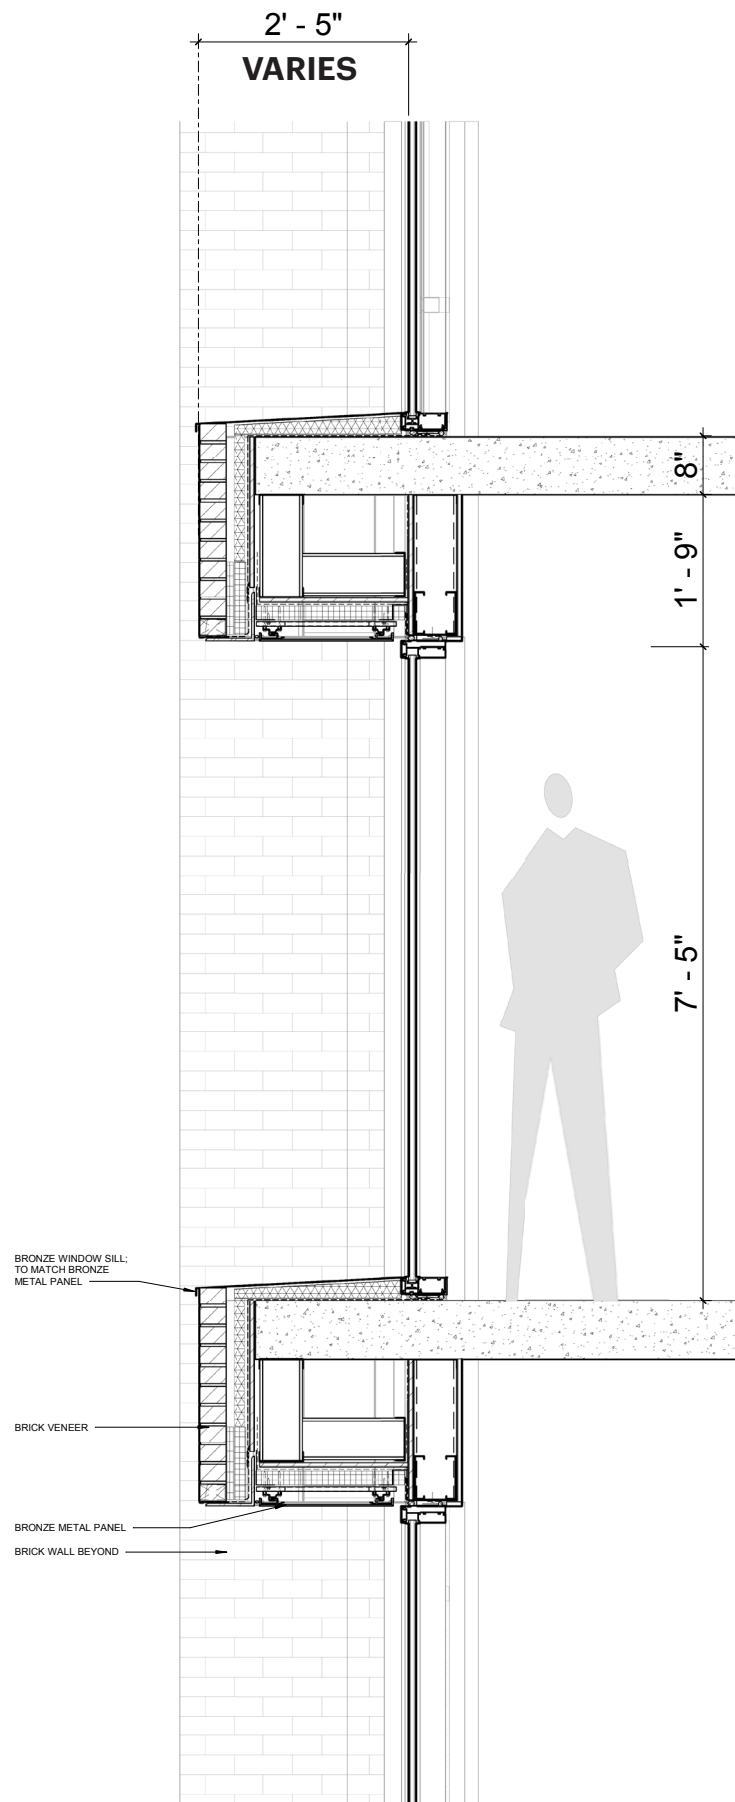 2' - 5"
VARIES
8"
1' - 9"
7' - 5"
BRONZE WINDOW SILL;
TO MATCH BRONZE
METAL PANEL
BRICK VENEER
BRONZE METAL PANEL
BRICK WALL BEYOND